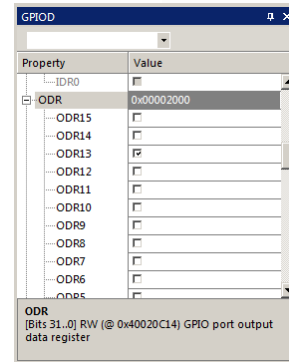 GPIOD
Property Value
IDR0
ODR 0x00002000
ODR15
ODR14
ODR13
ODR12
ODR11
ODR10
ODR9
ODR8
ODR7
ODR6
ODR5
ODR
[Bits 31..0] RW (@ 0x40020C14) GPIO port output
data register